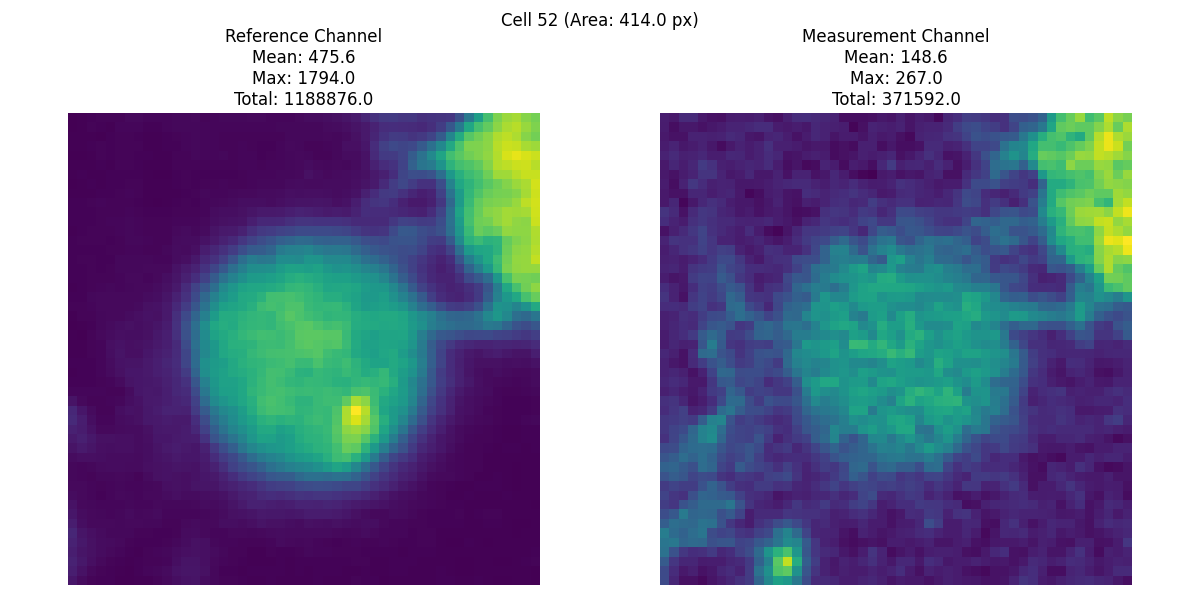 Cell 52 (Area: 414.0 px)
Reference Channel
Mean: 475.6
Max: 1794.0
Total: 1188876.0
Measurement Channel
Mean: 148.6
Max: 267.0
Total: 371592.0